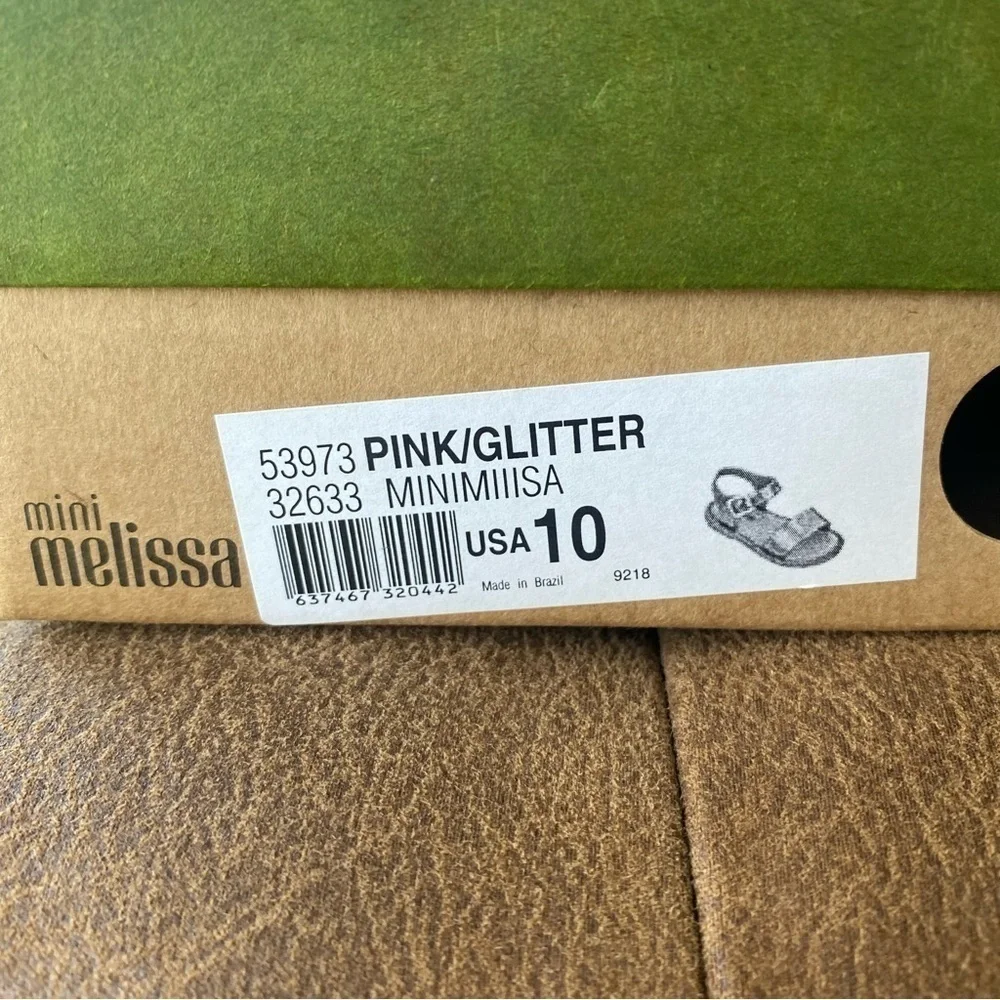 mini
melissa
53973 PINK/GLITTER
32633 MINIMIIISA
USA 10
637467 320442
Made in Brazil 9218